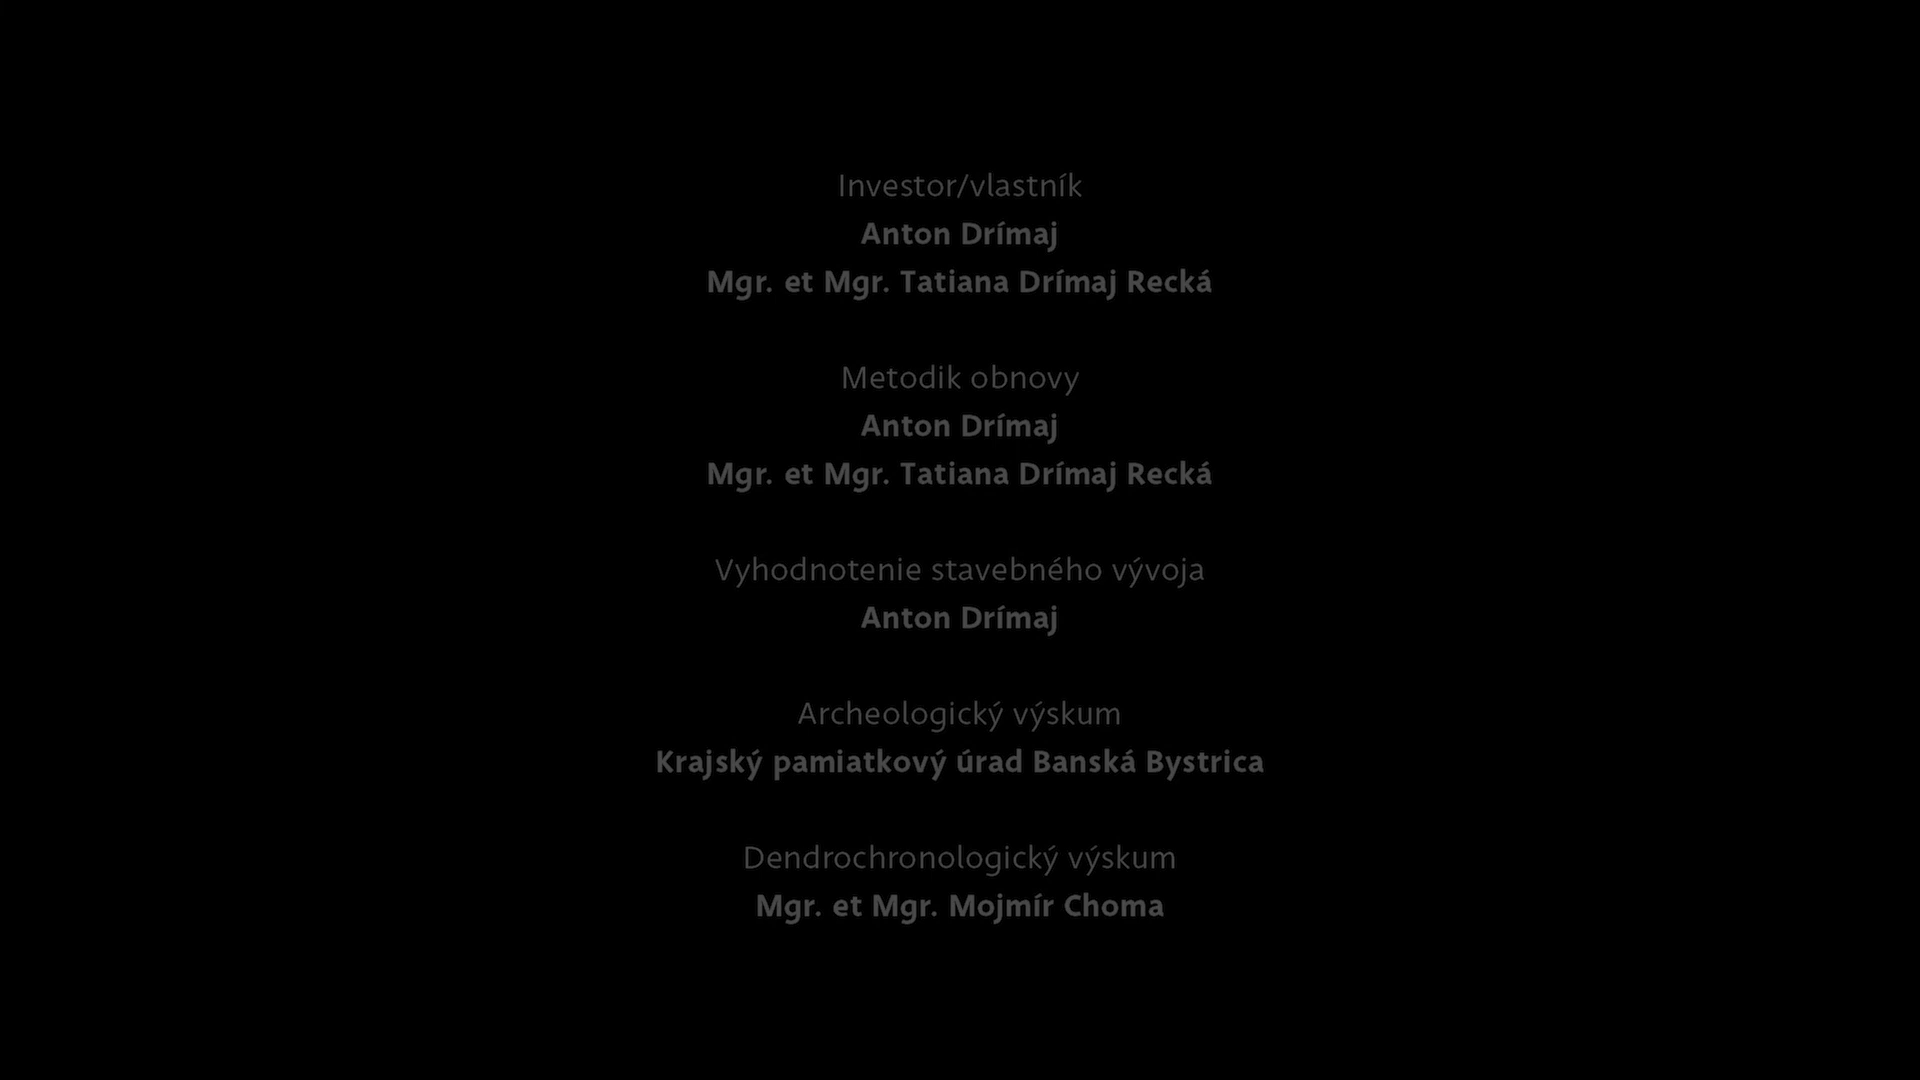 Investor/vlastník
Anton Drímaj
Mgr. et Mgr. Tatiana Drímaj Recká
Metodik obnovy
Anton Drímaj
Mgr. et Mgr. Tatiana Drímaj Recká
Vyhodnotenie stavebného vývoja
Anton Drímaj
Archeologický výskum
Krajský pamiatkový úrad Banská Bystrica
Dendrochronologický výskum
Mgr. et Mgr. Mojmír Choma